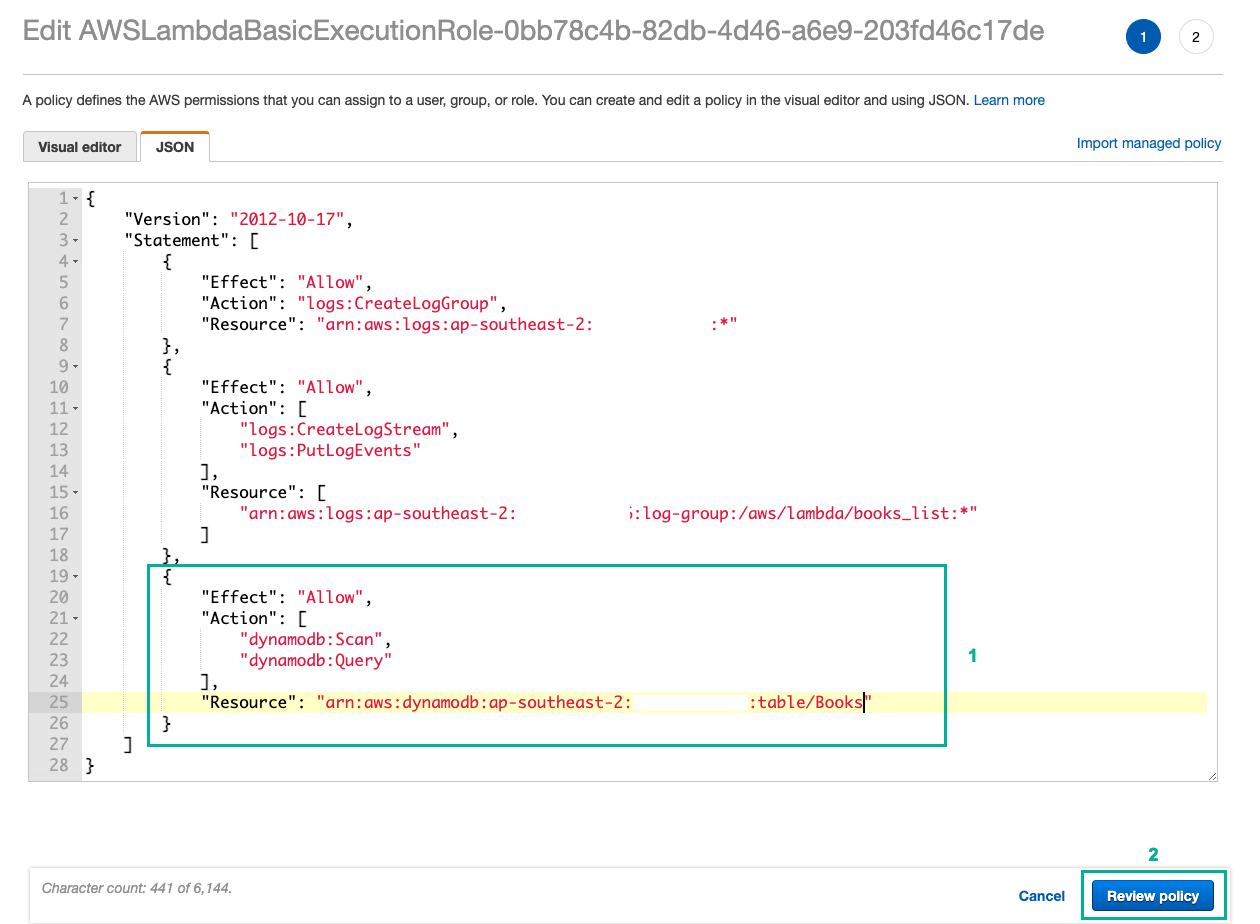 Edit AWSLambdaBasicExecutionRole-0bb78c4b-82db-4d46-a6e9-203fd46c17de
1 2
A policy defines the AWS permissions that you can assign to a user, group, or role. You can create and edit a policy in the visual editor and using JSON. Learn more
Visual editor JSON Import managed policy
1 {
2 "Version": "2012-10-17",
3 "Statement": [
4 {
5 "Effect": "Allow",
6 "Action": "logs:CreateLogGroup",
7 "Resource": "arn:aws:logs:ap-southeast-2: :*"
8 },
9 {
10 "Effect": "Allow",
11 "Action": [
12 "logs:CreateLogStream",
13 "logs:PutLogEvents"
14 ],
15 "Resource": [
16 "arn:aws:logs:ap-southeast-2: :log-group:/aws/lambda/books_list:*"
17 ]
18 },
19 {
20 "Effect": "Allow",
21 "Action": [
22 "dynamodb:Scan",
23 "dynamodb:Query"
24 ],
25 "Resource": "arn:aws:dynamodb:ap-southeast-2: :table/Books"
26 }
27 ]
28 }
1
2
Character count: 441 of 6,144.
Cancel Review policy